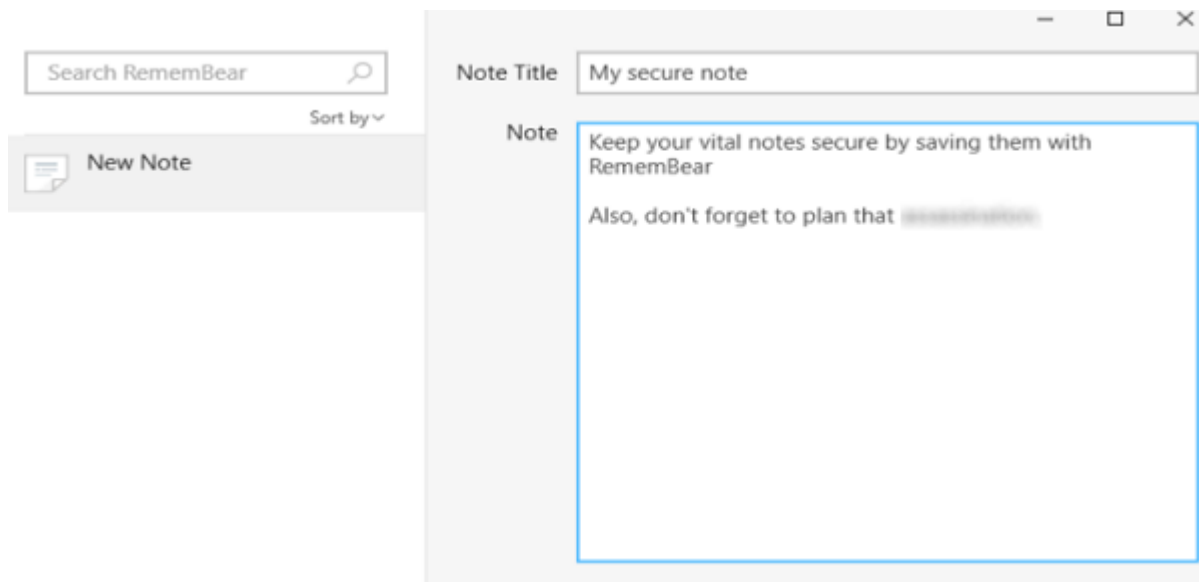 Search RememBear
Sort by
New Note
Note Title
My secure note
Note
Keep your vital notes secure by saving them with
RememBear
Also, don't forget to plan that